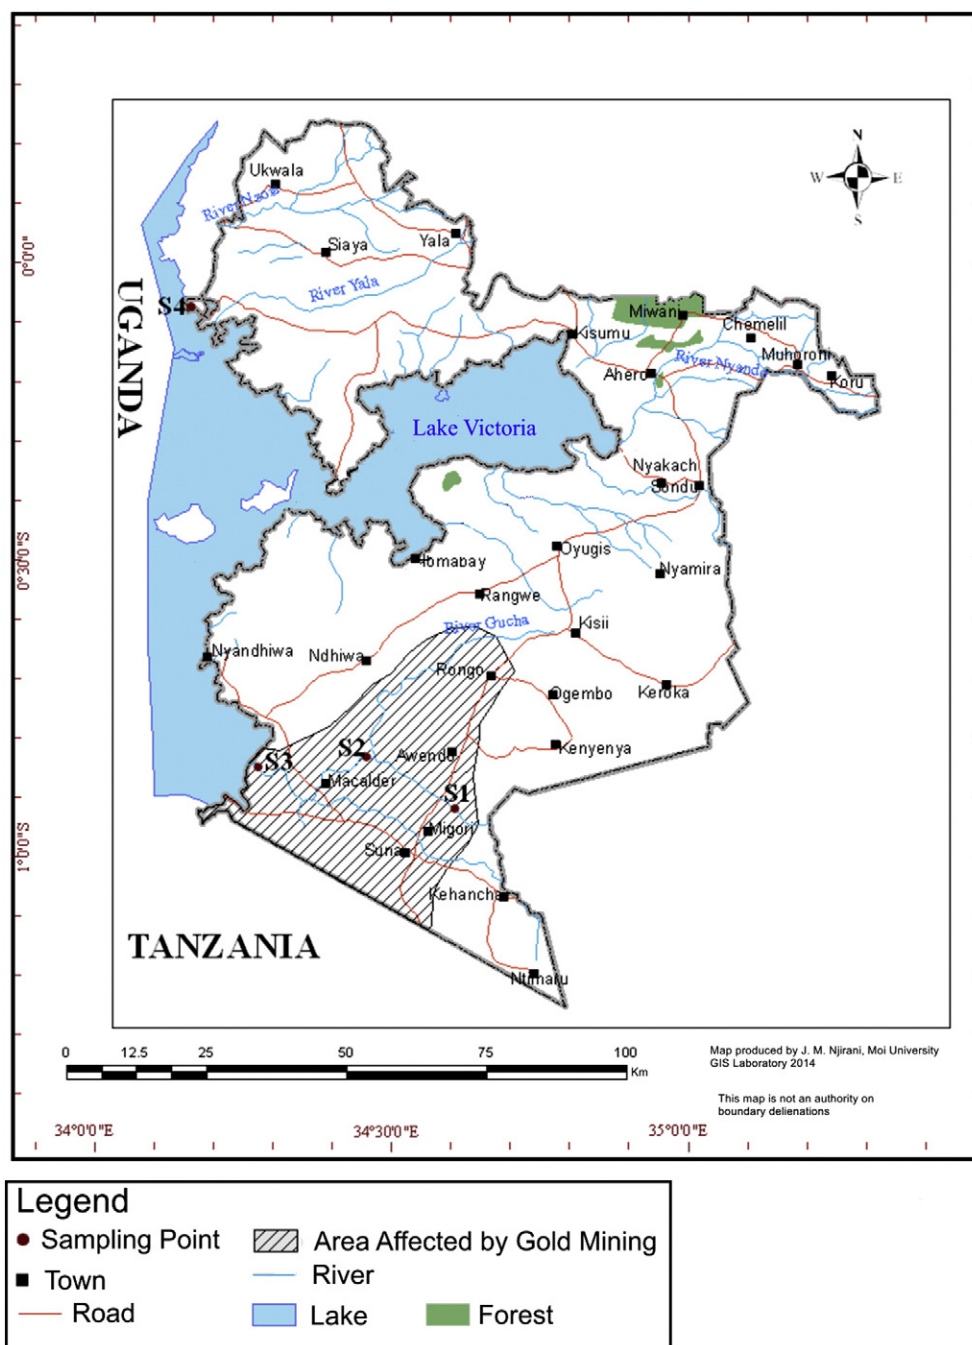 N
W
E
S
Ukwala
River Nzoia
Siaya
Yala
0°0'0"
River Yala
S4
UGANDA
Miwani
Chemelil
Kisumu
Muhoroni
River Nyando
Ahero
Koru
Lake Victoria
Nyakach
Sondu
0°30'0"S
Homabay
Oyugis
Nyamira
Rangwe
River Gucha
Kisii
Nyandhiwa
Ndhiwa
Rongo
Ogembo
Keroka
S2
S3
Awendo
Kenyenya
Macalder
S1
Migori
Suna
1°0'0"S
Kehancha
TANZANIA
Ntimaru
0 12.5 25 50 75 100
Km
Map produced by J. M. Njirani, Moi University
GIS Laboratory 2014
This map is not an authority on
boundary delienations
34°0'0"E 34°30'0"E 35°0'0"E
Legend
Sampling Point
Area Affected by Gold Mining
Town
River
Road
Lake
Forest